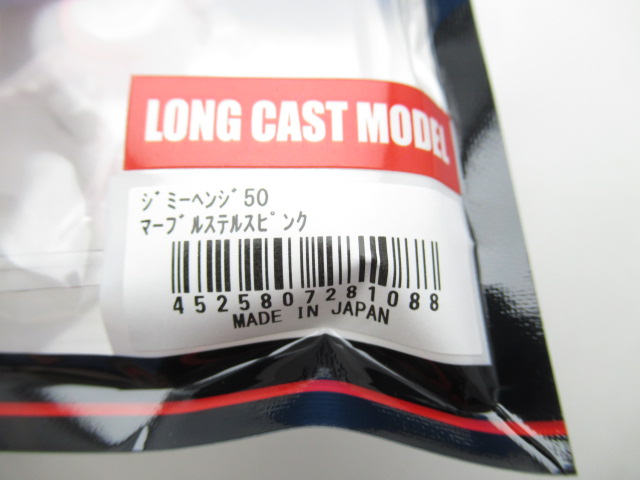 LONG CAST MODEL
ｼﾞﾐｰﾍﾝｼﾞ50
ﾏｰﾌﾞﾙｽﾃﾙｽﾋﾟﾝｸ
4525807281088
MADE IN JAPAN